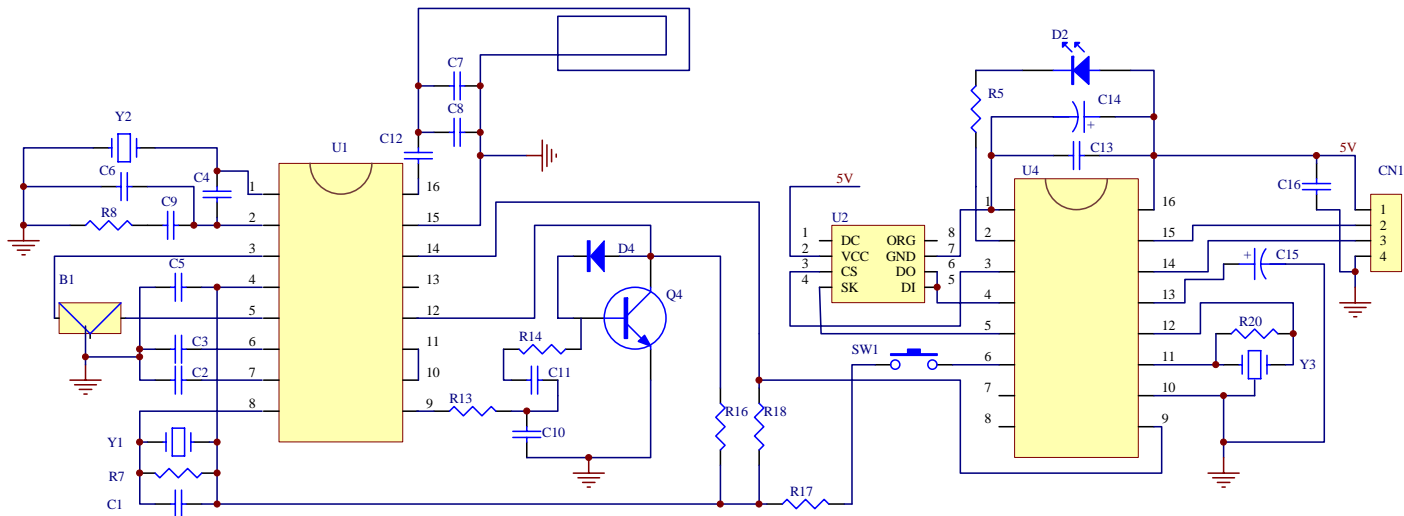 D2
C7
R5
C14
C8
Y2
C12
U1
C13
5V
CN1
C6
C4
U4
C16
5V
1
16
1
16
1
R8
C9
U2
2
15
1
DC
ORG
8
2
15
2
3
14
2
VCC
GND
7
3
14
3
D4
3
CS
DO
6
4
C5
4
13
4
SK
DI
5
4
13
+
C15
B1
Q4
5
12
5
12
R20
C3
6
11
R14
SW1
6
11
Y3
C2
7
10
C11
7
10
8
9
R13
R16
R18
8
9
Y1
C10
R7
R17
C1
+